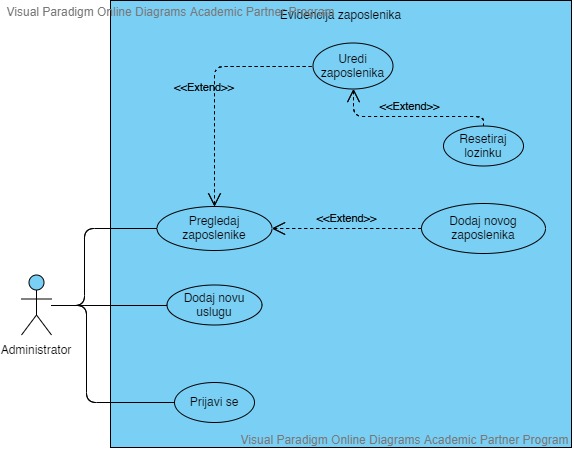 Visual Paradigm Online Diagrams Academic Partner Program
Evidencija zaposlenika
Uredi
zaposlenika
<<Extend>>
<<Extend>>
Resetiraj
lozinku
Pregledaj
zaposlenike
<<Extend>>
Dodaj novog
zaposlenika
Dodaj novu
uslugu
Administrator
Prijavi se
Visual Paradigm Online Diagrams Academic Partner Program